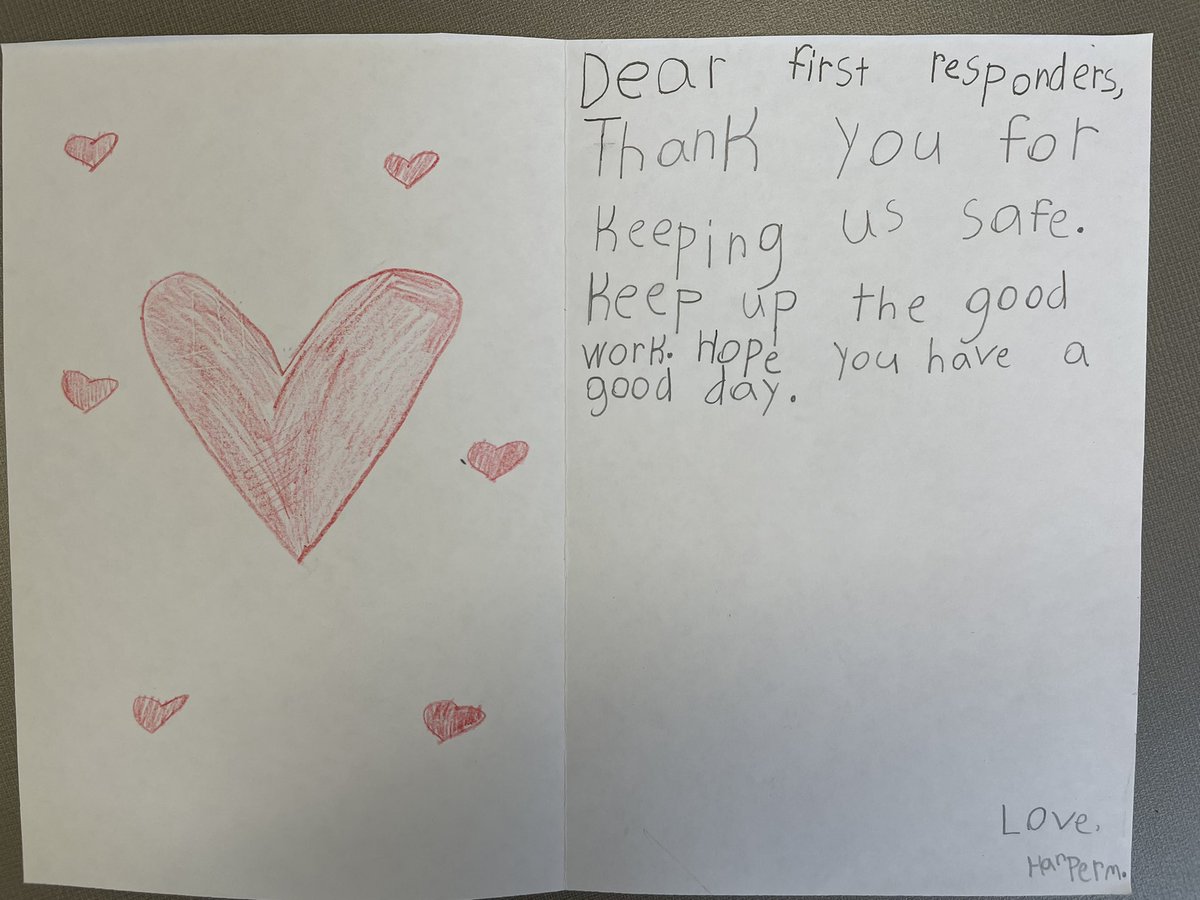 Dear first responders,
Thank you for
Keeping us safe.
Keep up the good
work. Hope you have a
good day.
Love,
Harper m.